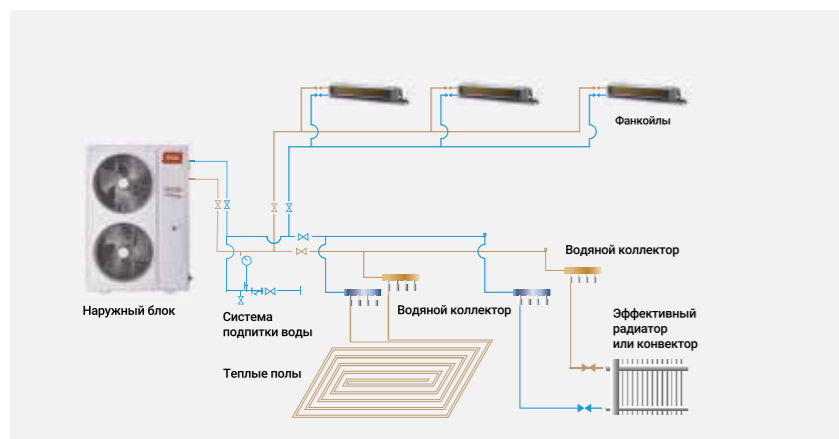 Фанкойлы
Водяной коллектор
Наружный блок
Система
подпитки воды
Водяной коллектор
Эффективный
радиатор
или конвектор
Теплые полы